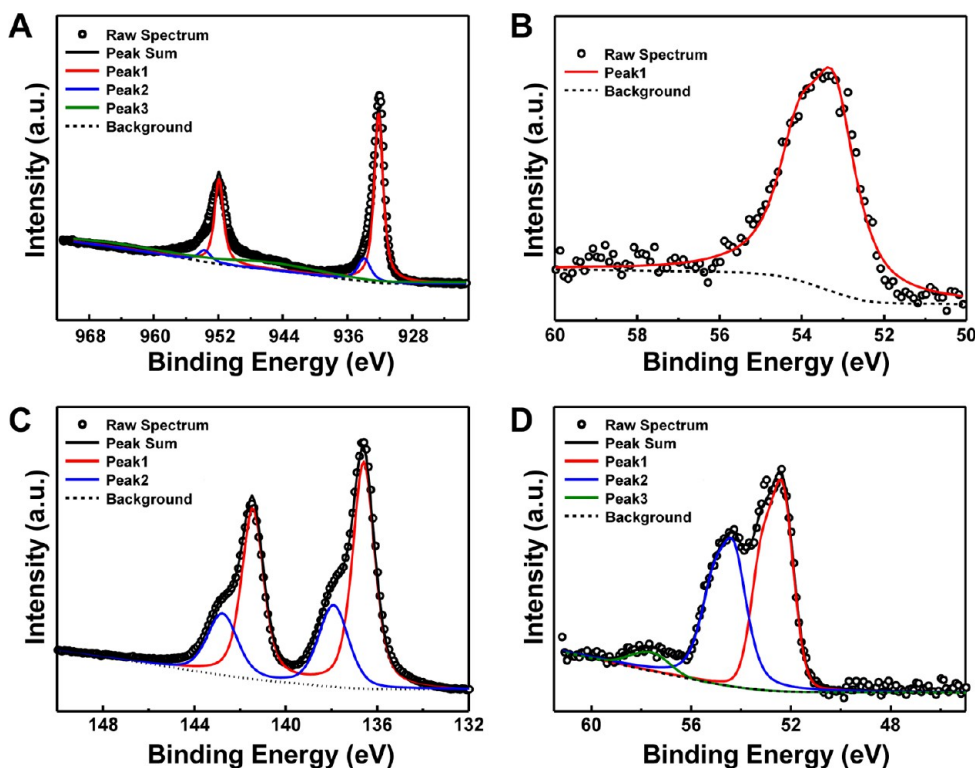 A
Raw Spectrum
Peak Sum
Peak1
Peak2
Peak3
Background
Intensity (a.u.)
968 960 952 944 936 928
Binding Energy (eV)
B
Raw Spectrum
Peak1
Background
Intensity (a.u.)
60 58 56 54 52 50
Binding Energy (eV)
C
Raw Spectrum
Peak Sum
Peak1
Peak2
Background
Intensity (a.u.)
148 144 140 136 132
Binding Energy (eV)
D
Raw Spectrum
Peak Sum
Peak1
Peak2
Peak3
Background
Intensity (a.u.)
60 56 52 48
Binding Energy (eV)